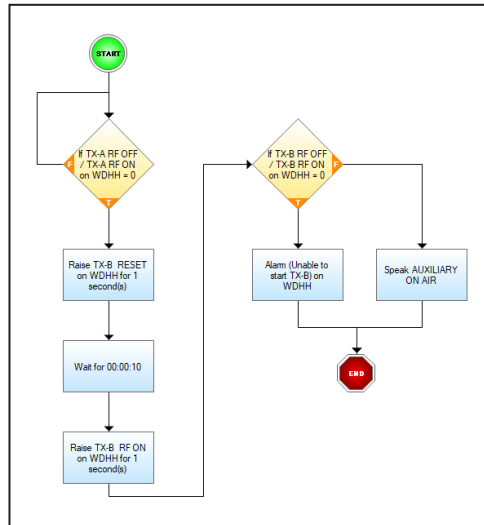 START
If TX-A RF OFF
/ TX-A RF ON
on WDHH = 0
F
T
Raise TX-B RESET
on WDHH for 1
second(s)
Wait for 00:00:10
Raise TX-B RF ON
on WDHH for 1
second(s)
If TX-B RF OFF
/ TX-B RF ON
on WDHH = 0
F
T
Alarm (Unable to
start TX-B) on
WDHH
Speak AUXILIARY
ON AIR
END